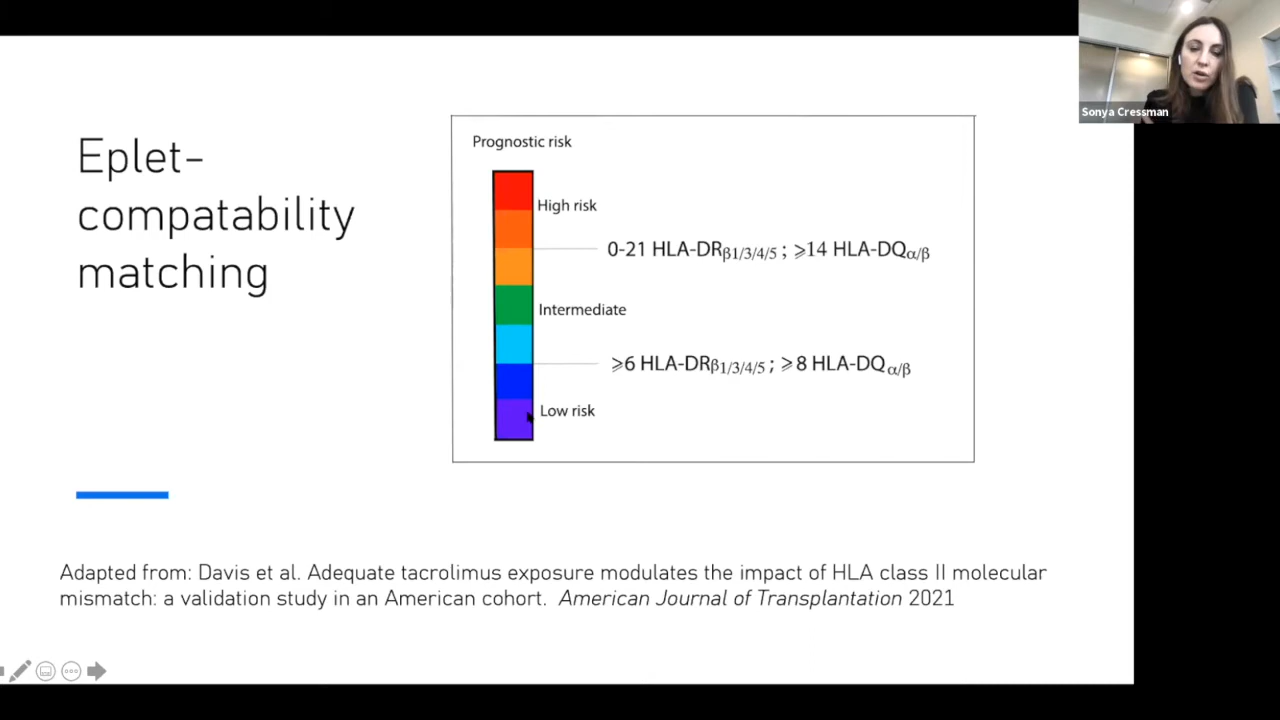 Sonya Cressman
Eplet-
compatability
matching
Prognostic risk
High risk
0-21 HLA-DRβ1/3/4/5 ; ⩾14 HLA-DQα/β
Intermediate
⩾6 HLA-DRβ1/3/4/5 ; ⩾8 HLA-DQα/β
Low risk
Adapted from: Davis et al. Adequate tacrolimus exposure modulates the impact of HLA class II molecular
mismatch: a validation study in an American cohort. American Journal of Transplantation 2021